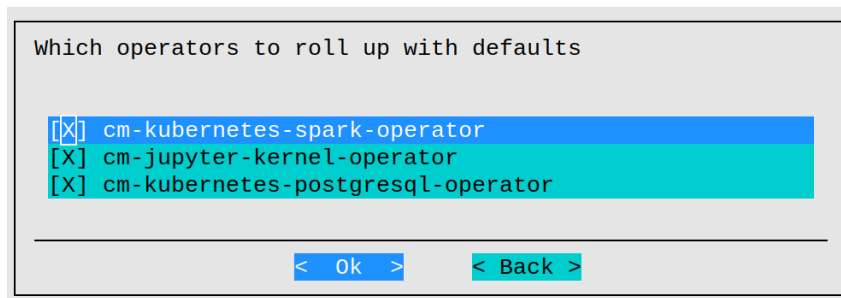 Which operators to roll up with defaults
[X] cm-kubernetes-spark-operator
[X] cm-jupyter-kernel-operator
[X] cm-kubernetes-postgresql-operator
<  Ok  > < Back >